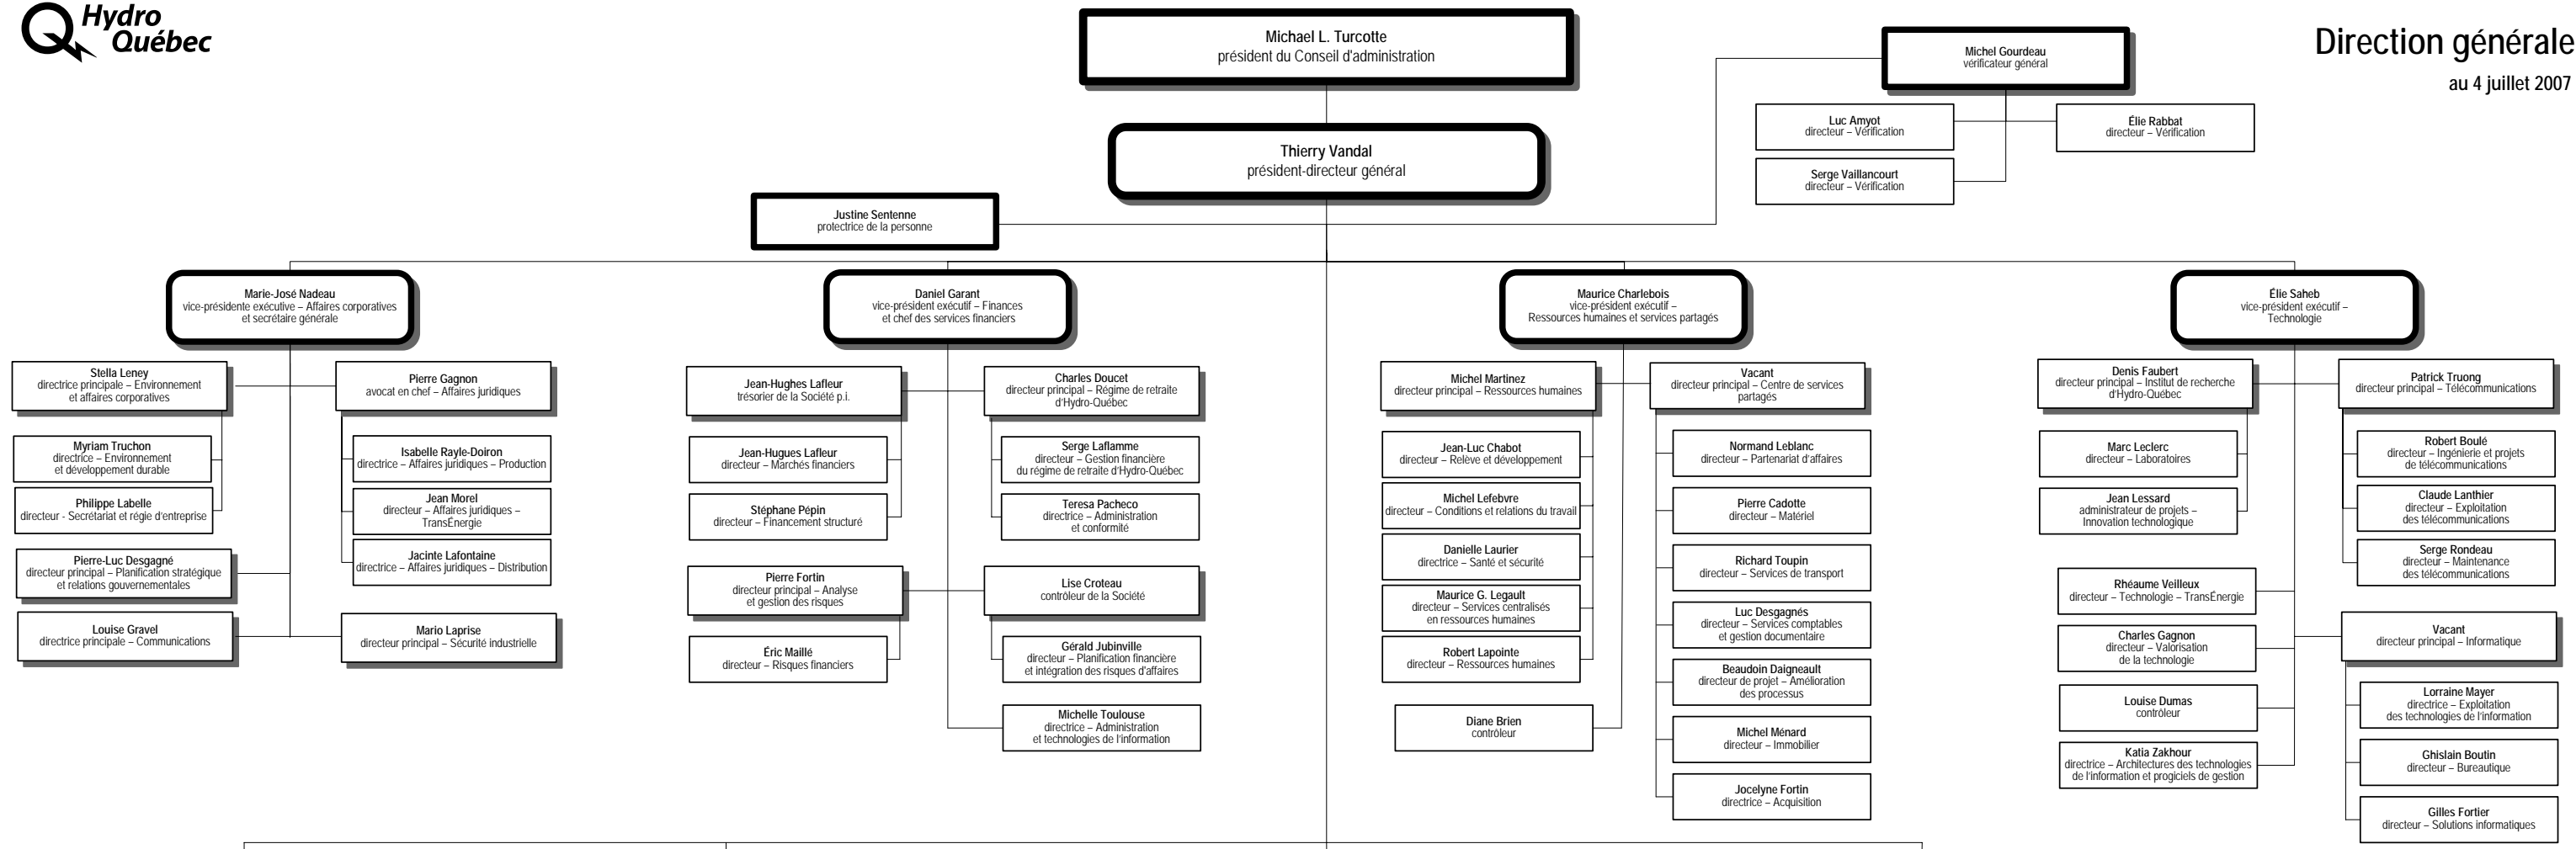 Hydro
Québec
Direction générale
au 4 juillet 2007
Michael L. Turcotte
président du Conseil d'administration
Michel Gourdeau
vérificateur général
Luc Amyot
directeur – Vérification
Élie Rabbat
directeur – Vérification
Serge Vaillancourt
directeur – Vérification
Thierry Vandal
président-directeur général
Justine Sentenne
protectrice de la personne
Marie-José Nadeau
vice-présidente exécutive – Affaires corporatives
et secrétaire générale
Stella Leney
directrice principale – Environnement
et affaires corporatives
Pierre Gagnon
avocat en chef – Affaires juridiques
Myriam Truchon
directrice – Environnement
et développement durable
Philippe Labelle
directeur - Secrétariat et régie d'entreprise
Isabelle Rayle-Doiron
directrice – Affaires juridiques – Production
Jean Morel
directeur – Affaires juridiques –
TransÉnergie
Jacinte Lafontaine
directrice – Affaires juridiques – Distribution
Pierre-Luc Desgagné
directeur principal – Planification stratégique
et relations gouvernementales
Louise Gravel
directrice principale – Communications
Mario Laprise
directeur principal – Sécurité industrielle
Daniel Garant
vice-président exécutif – Finances
et chef des services financiers
Jean-Hughes Lafleur
trésorier de la Société p.i.
Charles Doucet
directeur principal – Régime de retraite
d'Hydro-Québec
Jean-Hugues Lafleur
directeur – Marchés financiers
Stéphane Pépin
directeur – Financement structuré
Serge Laflamme
directeur – Gestion financière
du régime de retraite d'Hydro-Québec
Teresa Pacheco
directrice – Administration
et conformité
Pierre Fortin
directeur principal – Analyse
et gestion des risques
Lise Croteau
contrôleur de la Société
Éric Maillé
directeur – Risques financiers
Gérald Jubinville
directeur – Planification financière
et intégration des risques d'affaires
Michelle Toulouse
directrice – Administration
et technologies de l'information
Maurice Charlebois
vice-président exécutif –
Ressources humaines et services partagés
Michel Martinez
directeur principal – Ressources humaines
Vacant
directeur principal – Centre de services
partagés
Jean-Luc Chabot
directeur – Relève et développement
Michel Lefebvre
directeur – Conditions et relations du travail
Danielle Laurier
directrice – Santé et sécurité
Maurice G. Legault
directeur – Services centralisés
en ressources humaines
Robert Lapointe
directeur – Ressources humaines
Diane Brien
contrôleur
Normand Leblanc
directeur – Partenariat d'affaires
Pierre Cadotte
directeur – Matériel
Richard Toupin
directeur – Services de transport
Luc Desgagnés
directeur – Services comptables
et gestion documentaire
Beaudoin Daigneault
directeur de projet – Amélioration
des processus
Michel Ménard
directeur – Immobilier
Jocelyne Fortin
directrice – Acquisition
Élie Saheb
vice-président exécutif –
Technologie
Denis Faubert
directeur principal – Institut de recherche
d'Hydro-Québec
Patrick Truong
directeur principal – Télécommunications
Marc Leclerc
directeur – Laboratoires
Jean Lessard
administrateur de projets –
Innovation technologique
Robert Boulé
directeur – Ingénierie et projets
de télécommunications
Claude Lanthier
directeur – Exploitation
des télécommunications
Serge Rondeau
directeur – Maintenance
des télécommunications
Rhéaume Veilleux
directeur – Technologie – TransÉnergie
Charles Gagnon
directeur – Valorisation
de la technologie
Louise Dumas
contrôleur
Katia Zakhour
directrice – Architectures des technologies
de l'information et progiciels de gestion
Vacant
directeur principal – Informatique
Lorraine Mayer
directrice – Exploitation
des technologies de l'information
Ghislain Boutin
directeur – Bureautique
Gilles Fortier
directeur – Solutions informatiques